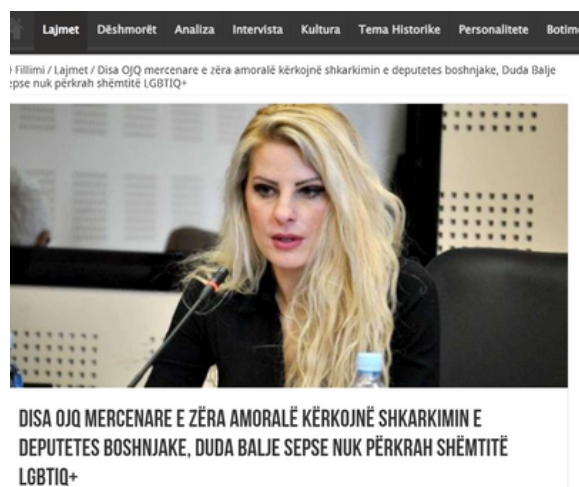 Lajmet Dëshmorët Analiza Intervista Kultura Tema Historike Personalitete Botime
Fillimi / Lajmet / Disa OJQ mercenare e zëra amoralë kërkojnë shkarkimin e deputetes boshnjake, Duda Balje
sepse nuk përkrah shëmtitë LGBTIQ+
DISA OJQ MERCENARE E ZËRA AMORALË KËRKOJNË SHKARKIMIN E
DEPUTETES BOSHNJAKE, DUDA BALJE SEPSE NUK PËRKRAH SHËMTITË
LGBTIQ+